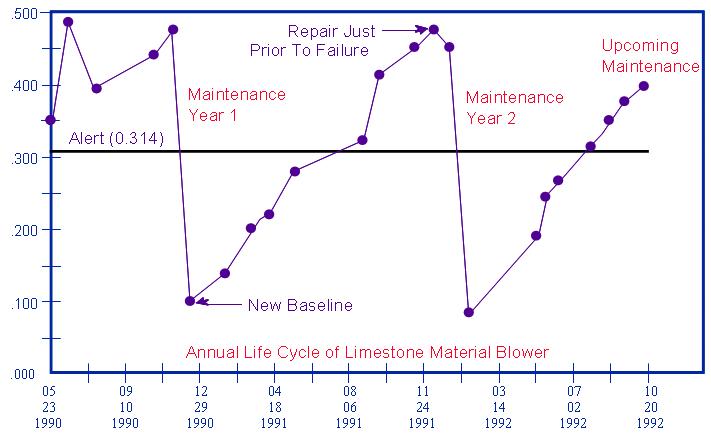 .500
.400
.300
.200
.100
.000
Repair Just
Prior To Failure
Upcoming
Maintenance
Maintenance
Year 1
Maintenance
Year 2
Alert (0.314)
New Baseline
Annual Life Cycle of Limestone Material Blower
05 09 12 04 08 11 03 07 10
23 10 29 18 06 24 14 02 20
1990 1990 1990 1991 1991 1991 1992 1992 1992